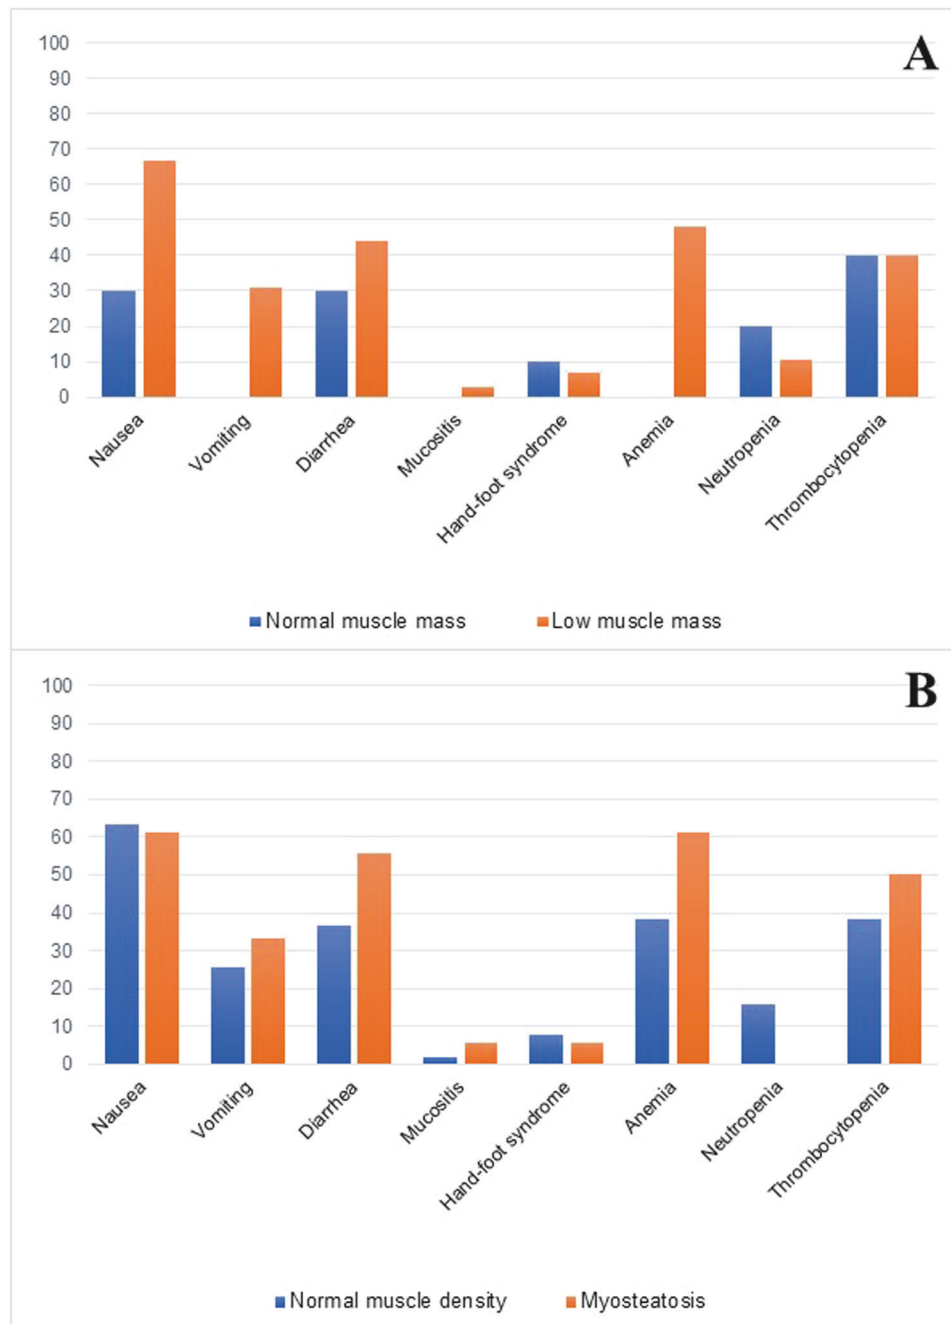 A
100
90
80
70
60
50
40
30
20
10
0
Nausea
Vomiting
Diarrhea
Mucositis
Hand-foot syndrome
Anemia
Neutropenia
Thrombocytopenia
Normal muscle mass
Low muscle mass
B
100
90
80
70
60
50
40
30
20
10
0
Nausea
Vomiting
Diarrhea
Mucositis
Hand-foot syndrome
Anemia
Neutropenia
Thrombocytopenia
Normal muscle density
Myosteatosis